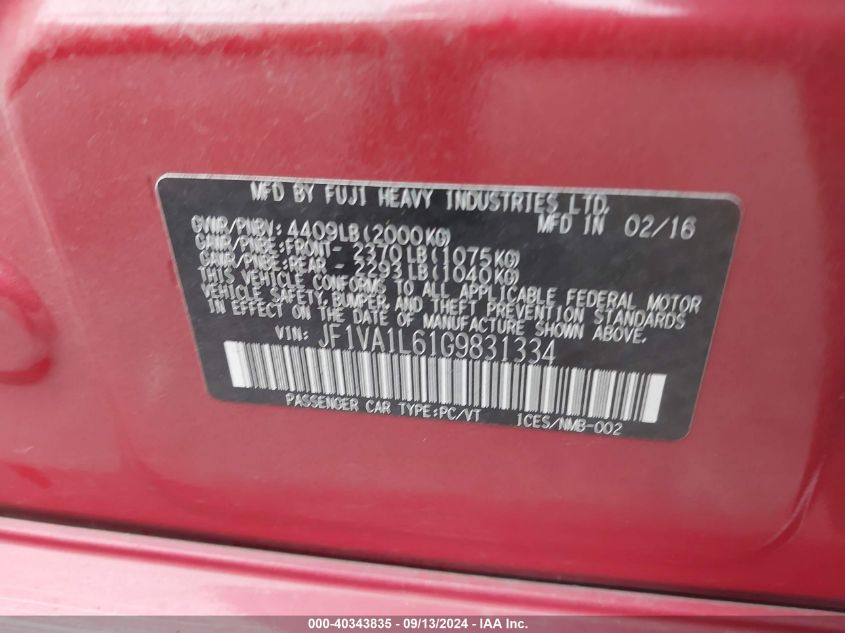 MFD BY FUJI HEAVY INDUSTRIES LTD.
GVWR/PNBV: 4409LB(2000KG) MFD IN 02/16
GAWR/PNBE:FRONT- 2370LB(1075KG)
GAWR/PNBE:REAR - 2293LB(1040KG)
THIS VEHICLE CONFORMS TO ALL APPLICABLE FEDERAL MOTOR
VEHICLE SAFETY, BUMPER, AND THEFT PREVENTION STANDARDS
IN EFFECT ON THE DATE OF MANUFACTURE SHOWN ABOVE.
VIN: JF1VA1L61G9831334
PASSENGER CAR TYPE:PC/VT ICES/NMB-002
000-40343835 - 09/13/2024 - IAA Inc.